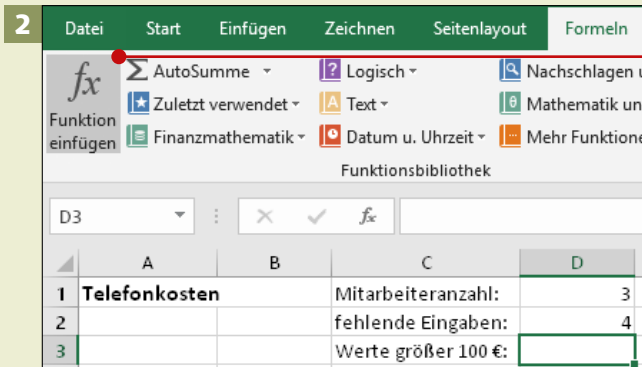 2
Datei Start Einfügen Zeichnen Seitenlayout Formeln
fx Funktion einfügen
AutoSumme Logisch Nachschlagen
Zuletzt verwendet Text Mathematik un
Finanzmathematik Datum u. Uhrzeit Mehr Funktione
Funktionsbibliothek
D3 fx
A B C D
1 Telefonkosten Mitarbeiteranzahl: 3
2 fehlende Eingaben: 4
3 Werte größer 100 €: